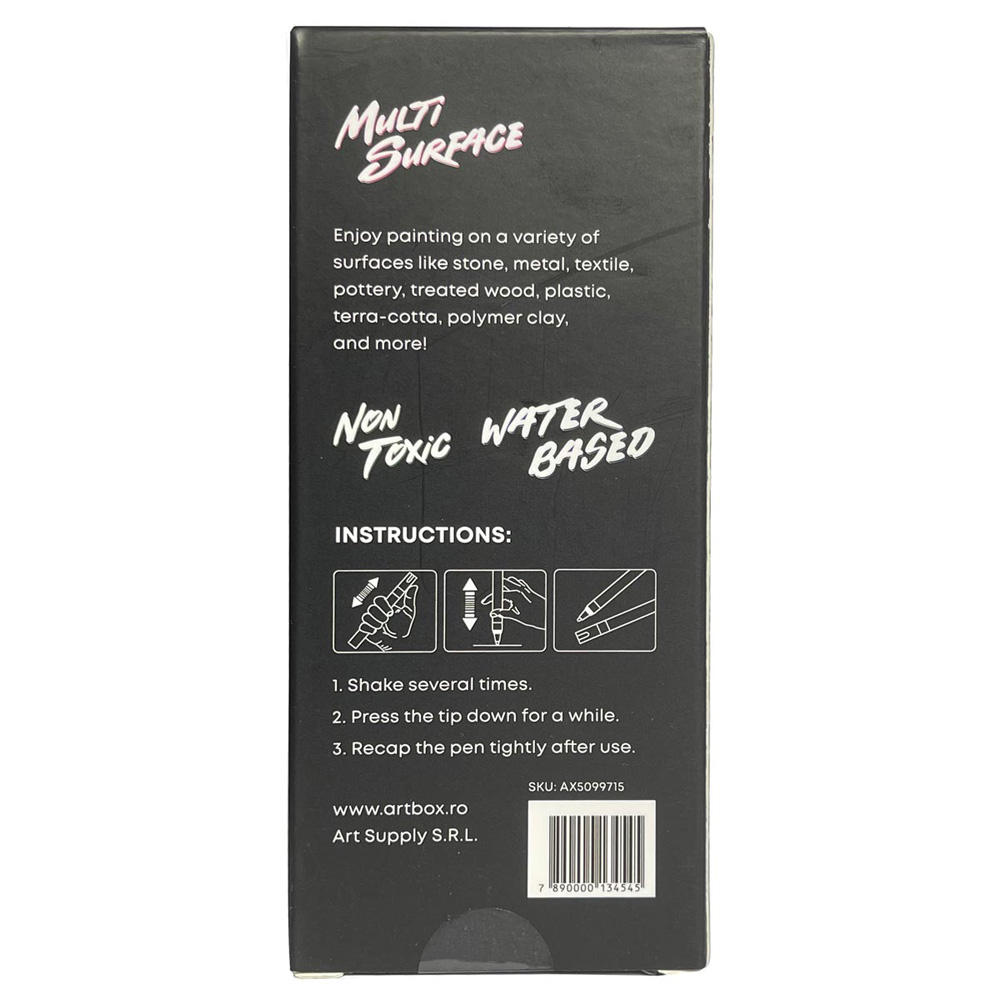 MULTI
SURFACE
Enjoy painting on a variety of
surfaces like stone, metal, textile,
pottery, treated wood, plastic,
terra-cotta, polymer clay,
and more!
NON
TOXIC
WATER
BASED
INSTRUCTIONS:
1. Shake several times.
2. Press the tip down for a while.
3. Recap the pen tightly after use.
SKU: AX5099715
www.artbox.ro
Art Supply S.R.L.
7 890000 134545